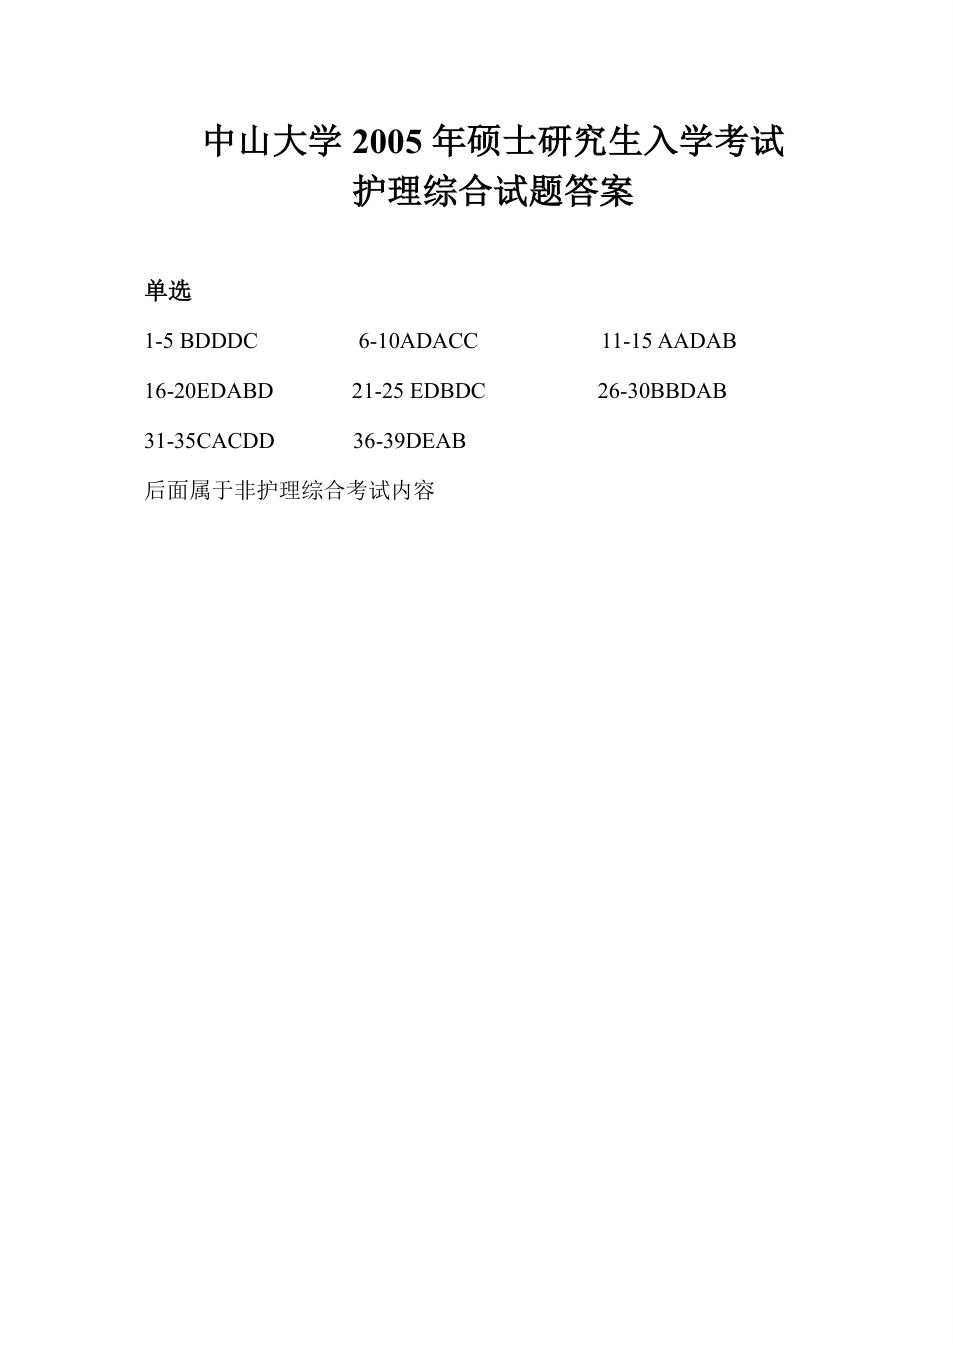 中山大学 2005 年硕士研究生入学考试
护理综合试题答案
单选
1-5 BDDDC 6-10ADACC 11-15 AADAB
16-20EDABD 21-25 EDBDC 26-30BBDAB
31-35CACDD 36-39DEAB
后面属于非护理综合考试内容